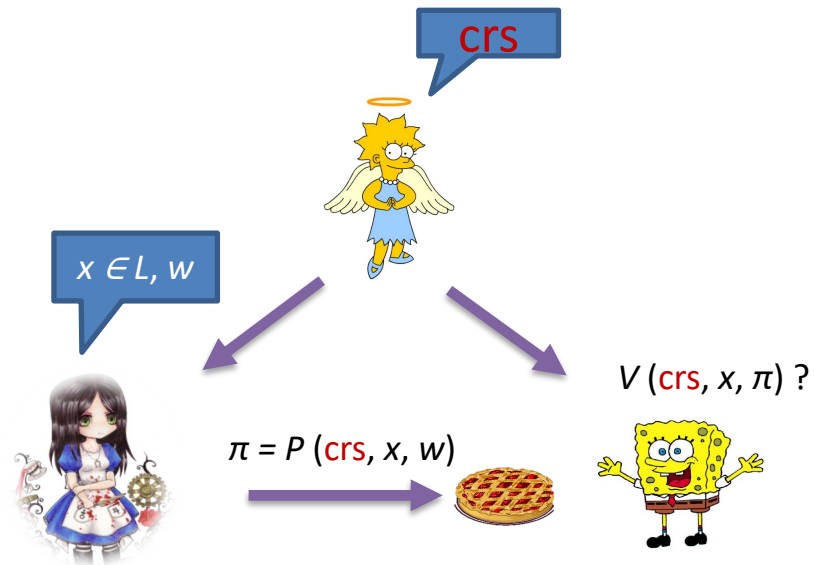 crs
x ∈ L, w
V (crs, x, π) ?
π = P (crs, x, w)